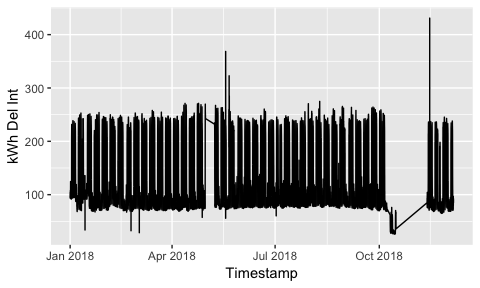 kWh Del Int
400
300
200
100
Jan 2018
Apr 2018
Jul 2018
Oct 2018
Timestamp